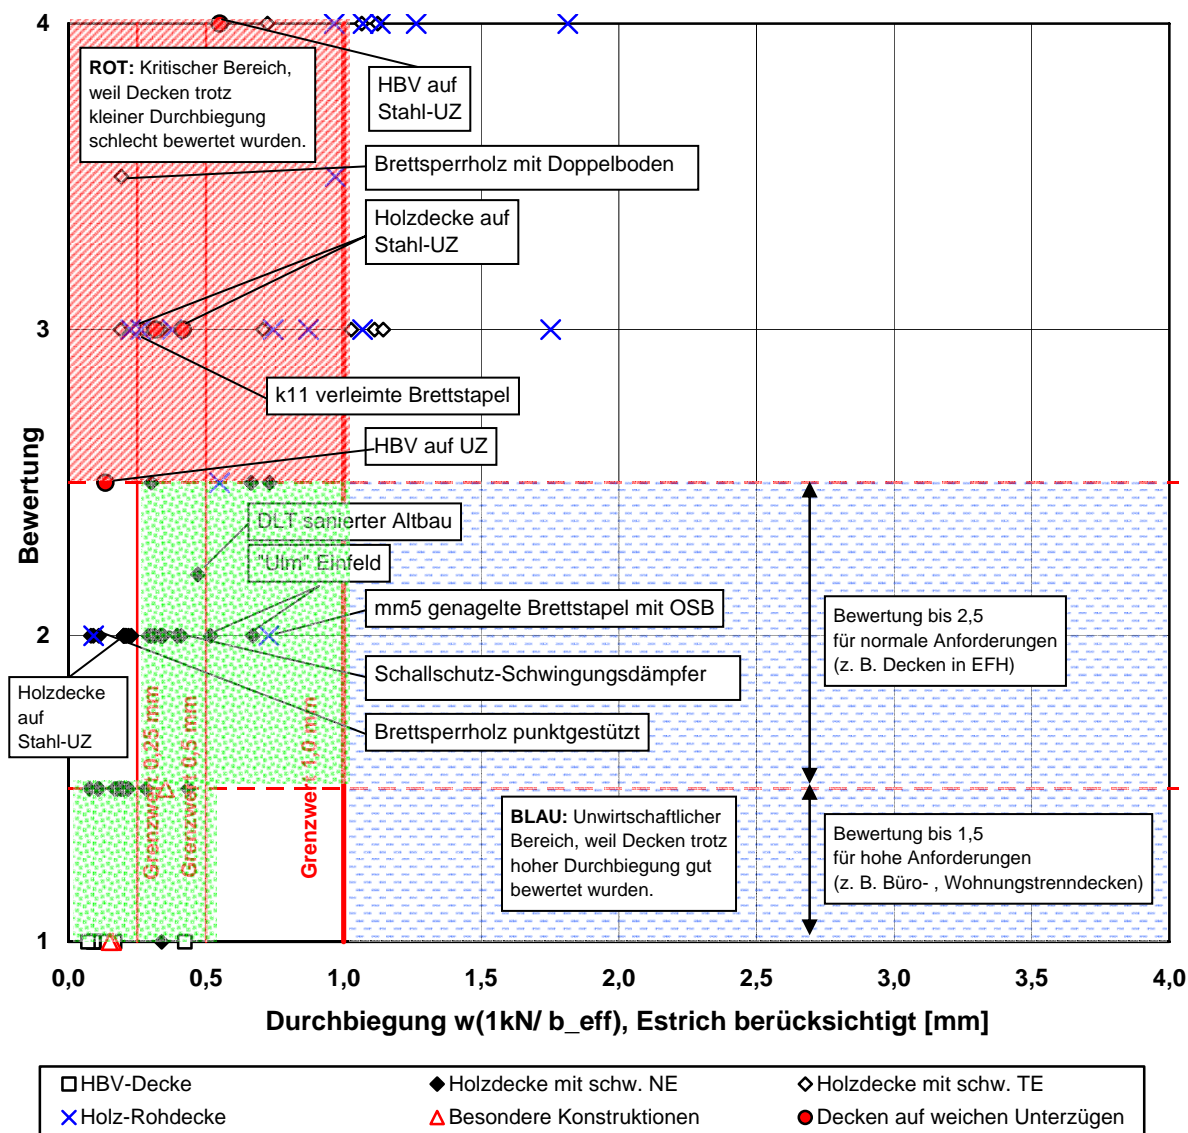 4
ROT: Kritischer Bereich,
weil Decken trotz
kleiner Durchbiegung
schlecht bewertet wurden.
HBV auf
Stahl-UZ
Brettsperrholz mit Doppelboden
Holzdecke auf
Stahl-UZ
3
k11 verleimte Brettstapel
HBV auf UZ
Bewertung
DLT sanierter Altbau
"Ulm" Einfeld
mm5 genagelte Brettstapel mit OSB
2
Bewertung bis 2,5
für normale Anforderungen
(z. B. Decken in EFH)
Schallschutz-Schwingungsdämpfer
Holzdecke
auf
Stahl-UZ
Brettsperrholz punktgestützt
Grenzwert 0,25 mm
Grenzwert 0,5 mm
Grenzwert 1,0 mm
BLAU: Unwirtschaftlicher
Bereich, weil Decken trotz
hoher Durchbiegung gut
bewertet wurden.
Bewertung bis 1,5
für hohe Anforderungen
(z. B. Büro- , Wohnungstrenndecken)
1
0,0 0,5 1,0 1,5 2,0 2,5 3,0 3,5 4,0
Durchbiegung w(1kN/ b_eff), Estrich berücksichtigt [mm]
HBV-Decke Holzdecke mit schw. NE Holzdecke mit schw. TE
Holz-Rohdecke Besondere Konstruktionen Decken auf weichen Unterzügen